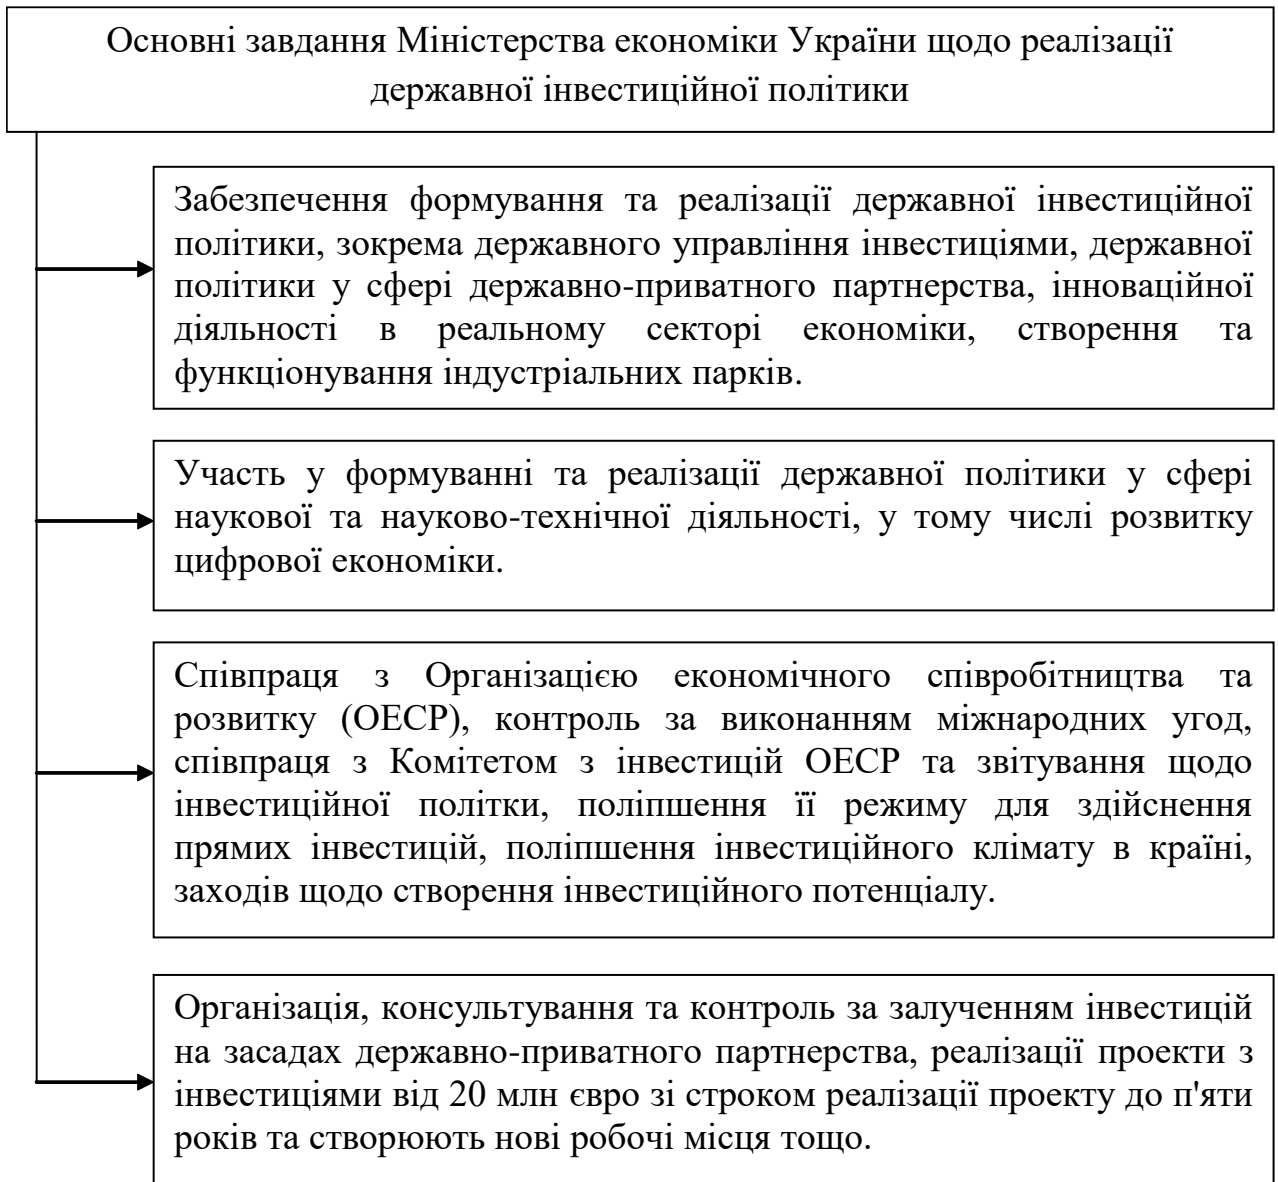 Основні завдання Міністерства економіки України щодо реалізації
державної інвестиційної політики
Забезпечення формування та реалізації державної інвестиційної
політики, зокрема державного управління інвестиціями, державної
політики у сфері державно-приватного партнерства, інноваційної
діяльності в реальному секторі економіки, створення та
функціонування індустріальних парків.
Участь у формуванні та реалізації державної політики у сфері
наукової та науково-технічної діяльності, у тому числі розвитку
цифрової економіки.
Співпраця з Організацією економічного співробітництва та
розвитку (ОЕСР), контроль за виконанням міжнародних угод,
співпраця з Комітетом з інвестицій ОЕСР та звітування щодо
інвестиційної політки, поліпшення її режиму для здійснення
прямих інвестицій, поліпшення інвестиційного клімату в країні,
заходів щодо створення інвестиційного потенціалу.
Організація, консультування та контроль за залученням інвестицій
на засадах державно-приватного партнерства, реалізації проекти з
інвестиціями від 20 млн євро зі строком реалізації проекту до п'яти
років та створюють нові робочі місця тощо.